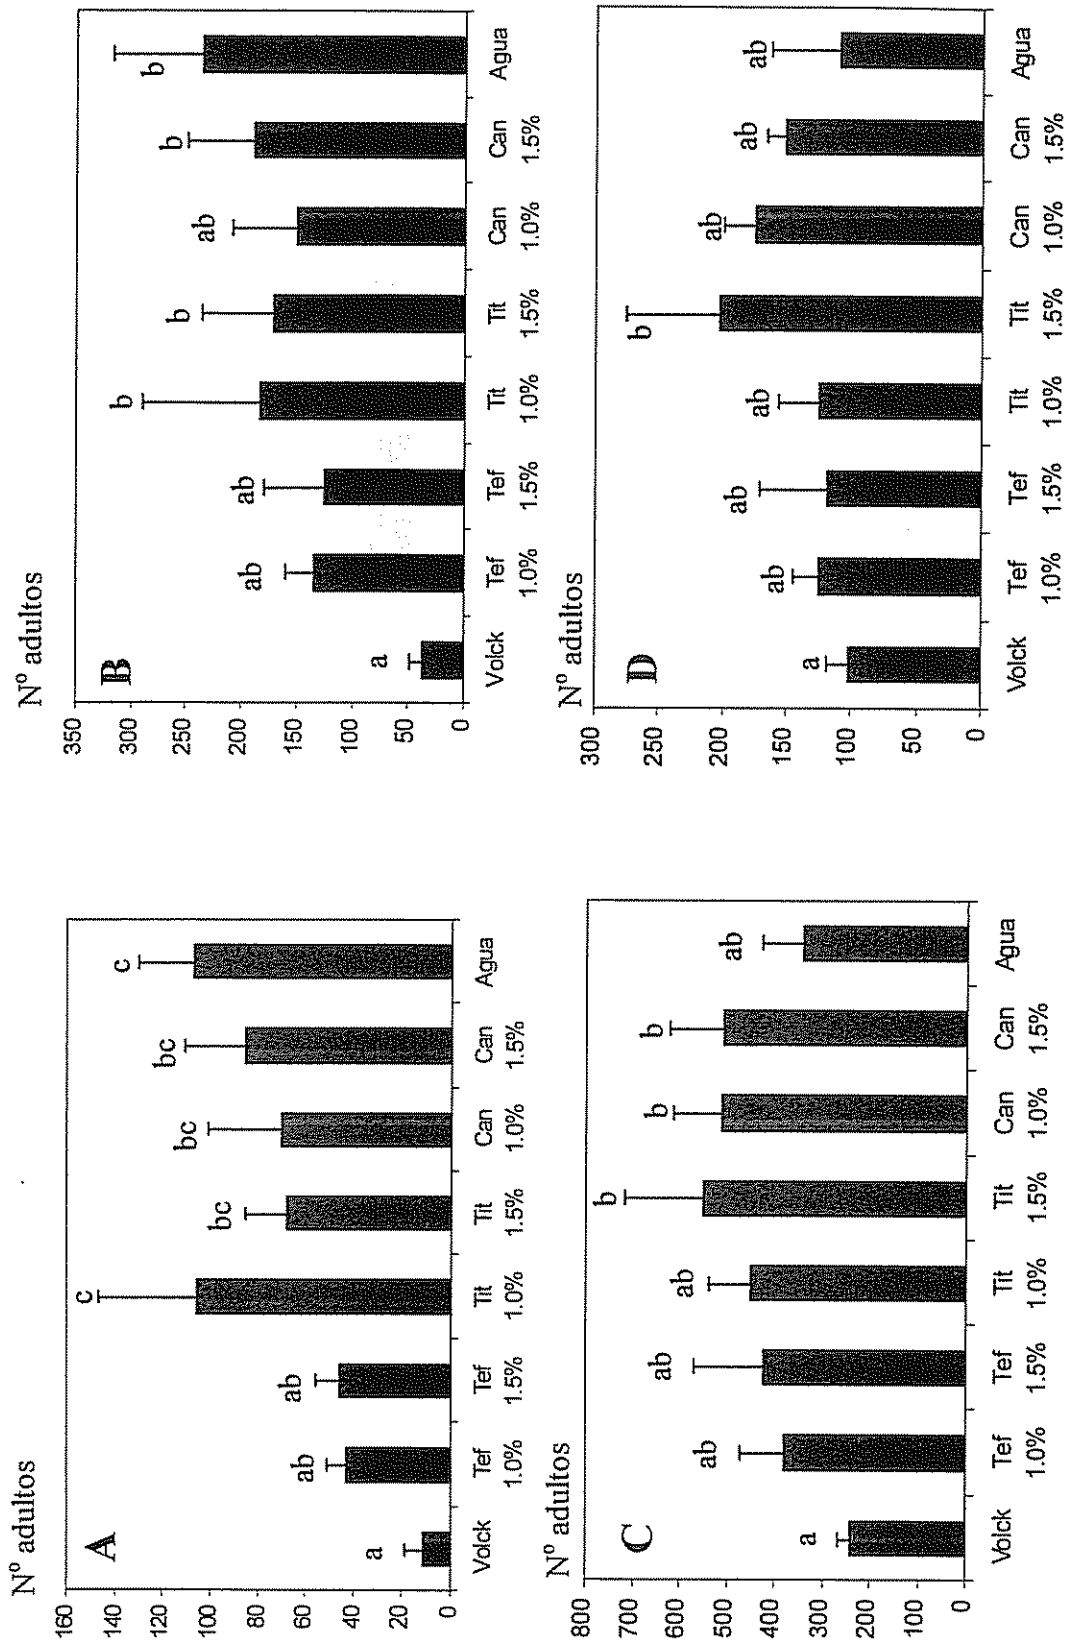 Nº adultos
A
160
140
120
100
80
60
40
20
0
a
ab
ab
c
bc
bc
bc
c
Volck
Tef
1.0%
Tef
1.5%
Tit
1.0%
Tit
1.5%
Can
1.0%
Can
1.5%
Agua
Nº adultos
B
350
300
250
200
150
100
50
0
a
ab
ab
b
b
ab
b
b
Volck
Tef
1.0%
Tef
1.5%
Tit
1.0%
Tit
1.5%
Can
1.0%
Can
1.5%
Agua
Nº adultos
C
800
700
600
500
400
300
200
100
0
a
ab
ab
ab
b
b
b
ab
Volck
Tef
1.0%
Tef
1.5%
Tit
1.0%
Tit
1.5%
Can
1.0%
Can
1.5%
Agua
Nº adultos
D
300
250
200
150
100
50
0
a
ab
ab
ab
b
ab
ab
ab
Volck
Tef
1.0%
Tef
1.5%
Tit
1.0%
Tit
1.5%
Can
1.0%
Can
1.5%
Agua